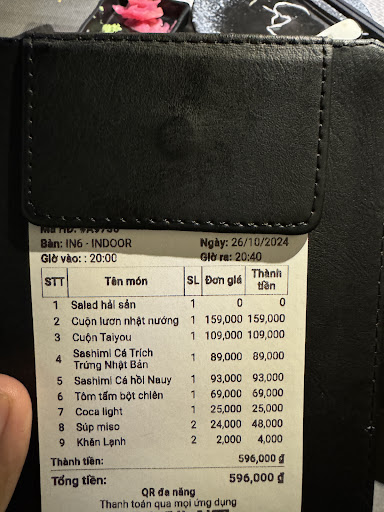 Mã HĐ: #A9738
Bàn: IN6 - INDOOR Ngày: 26/10/2024
Giờ vào: : 20:00 Giờ ra: 20:40
STT Tên món SL Đơn giá Thành tiền
1 Salad hải sản 1 0 0
2 Cuộn lươn nhật nướng 1 159,000 159,000
3 Cuộn Taiyou 1 109,000 109,000
4 Sashimi Cá Trích Trứng Nhật Bản 1 89,000 89,000
5 Sashimi Cá hồi Nauy 1 93,000 93,000
6 Tôm tẩm bột chiên 1 69,000 69,000
7 Coca light 1 25,000 25,000
8 Súp miso 2 24,000 48,000
9 Khăn Lạnh 2 2,000 4,000
Thành tiền: 596,000 ₫
Tổng tiền: 596,000 ₫
QR đa năng
Thanh toán qua mọi ứng dụng